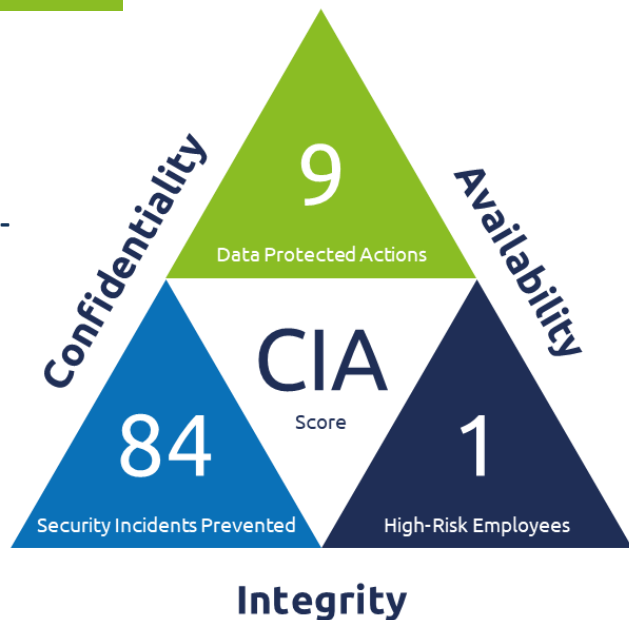 9
Data Protected Actions
Confidentiality
Availability
-
CIA
Score
84
Security Incidents Prevented
1
High-Risk Employees
Integrity